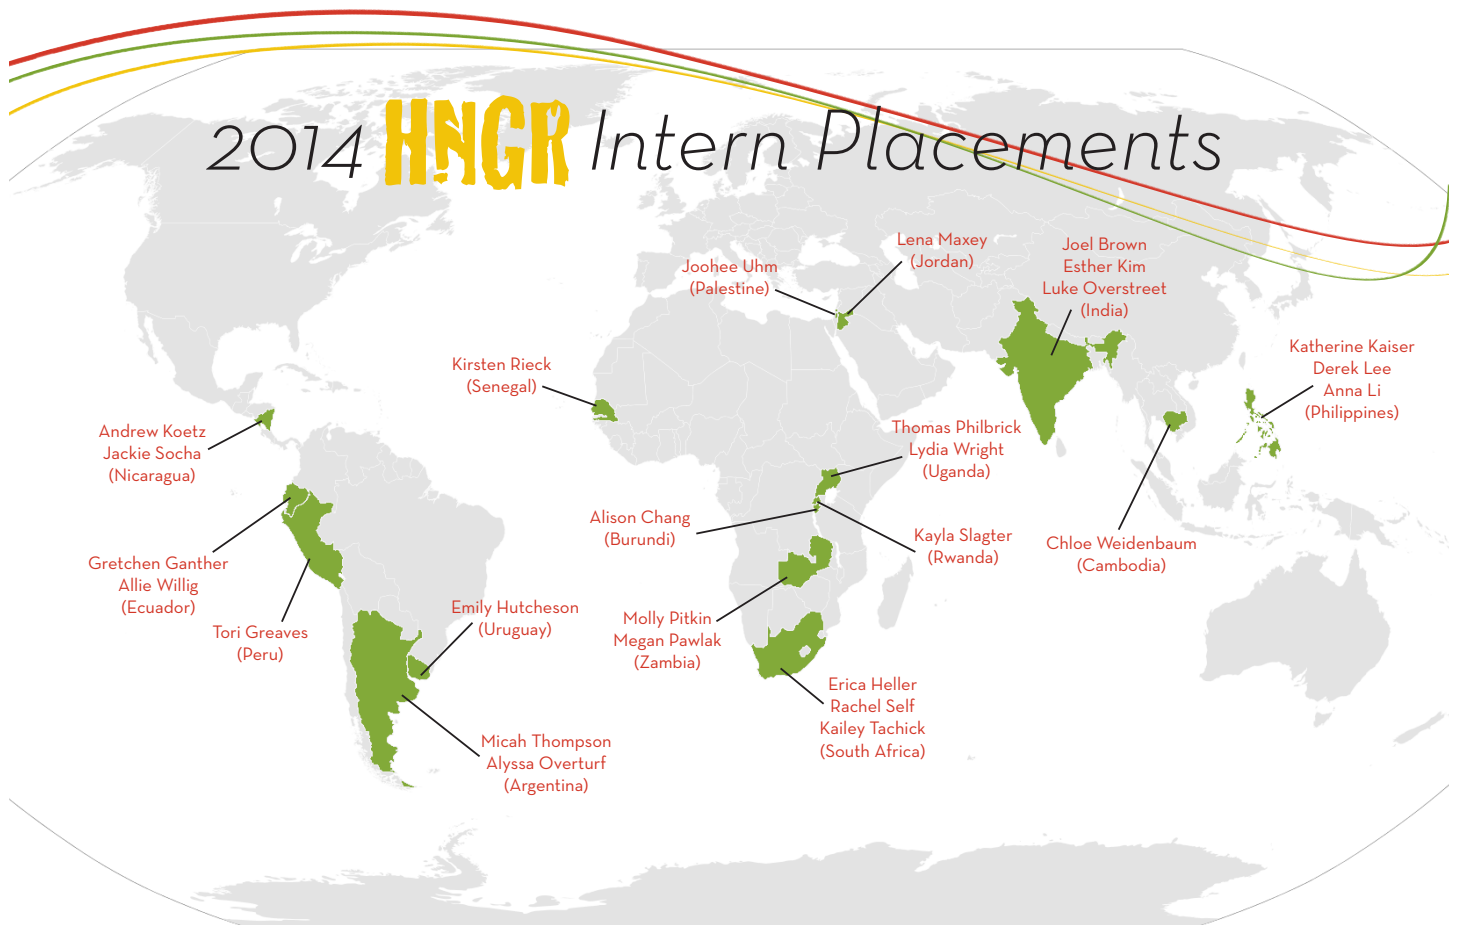 2014 HNGR Intern Placements
Lena Maxey
(Jordan)
Joohee Uhm
(Palestine)
Joel Brown
Esther Kim
Luke Overstreet
(India)
Katherine Kaiser
Derek Lee
Anna Li
(Philippines)
Kirsten Rieck
(Senegal)
Andrew Koetz
Jackie Socha
(Nicaragua)
Thomas Philbrick
Lydia Wright
(Uganda)
Alison Chang
(Burundi)
Kayla Slagter
(Rwanda)
Chloe Weidenbaum
(Cambodia)
Gretchen Ganther
Allie Willig
(Ecuador)
Tori Greaves
(Peru)
Emily Hutcheson
(Uruguay)
Molly Pitkin
Megan Pawlak
(Zambia)
Erica Heller
Rachel Self
Kailey Tachick
(South Africa)
Micah Thompson
Alyssa Overturf
(Argentina)